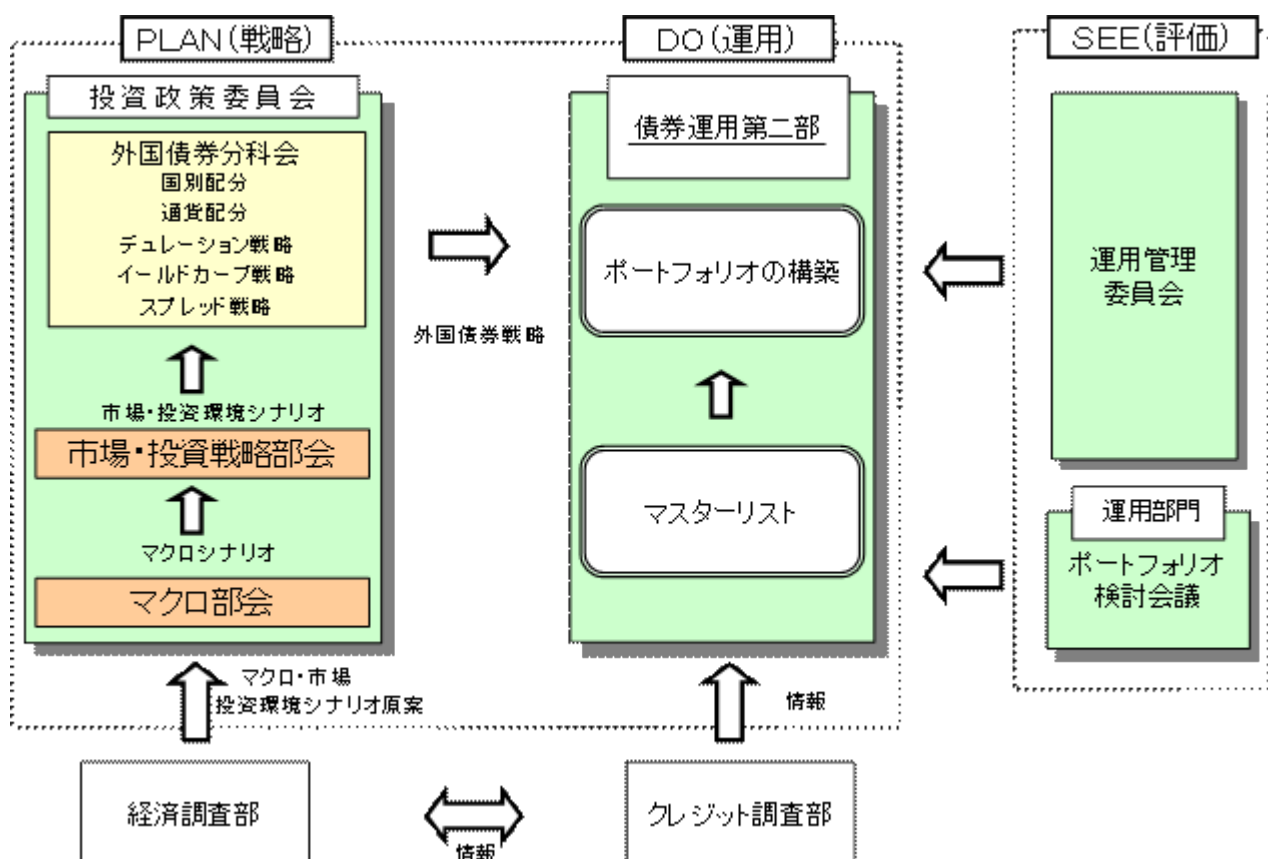 PLAN(戦略)
投資政策委員会
外国債券分科会
国別配分
通貨配分
デュレーション戦略
イールドカーブ戦略
スプレッド戦略
市場・投資環境シナリオ
市場・投資戦略部会
マクロシナリオ
マクロ部会
マクロ・市場
投資環境シナリオ原案
経済調査部
外国債券戦略
DO(運用)
債券運用第二部
ポートフォリオの構築
マスターリスト
情報
クレジット調査部
情報
SEE(評価)
運用管理
委員会
運用部門
ポートフォリオ
検討会議